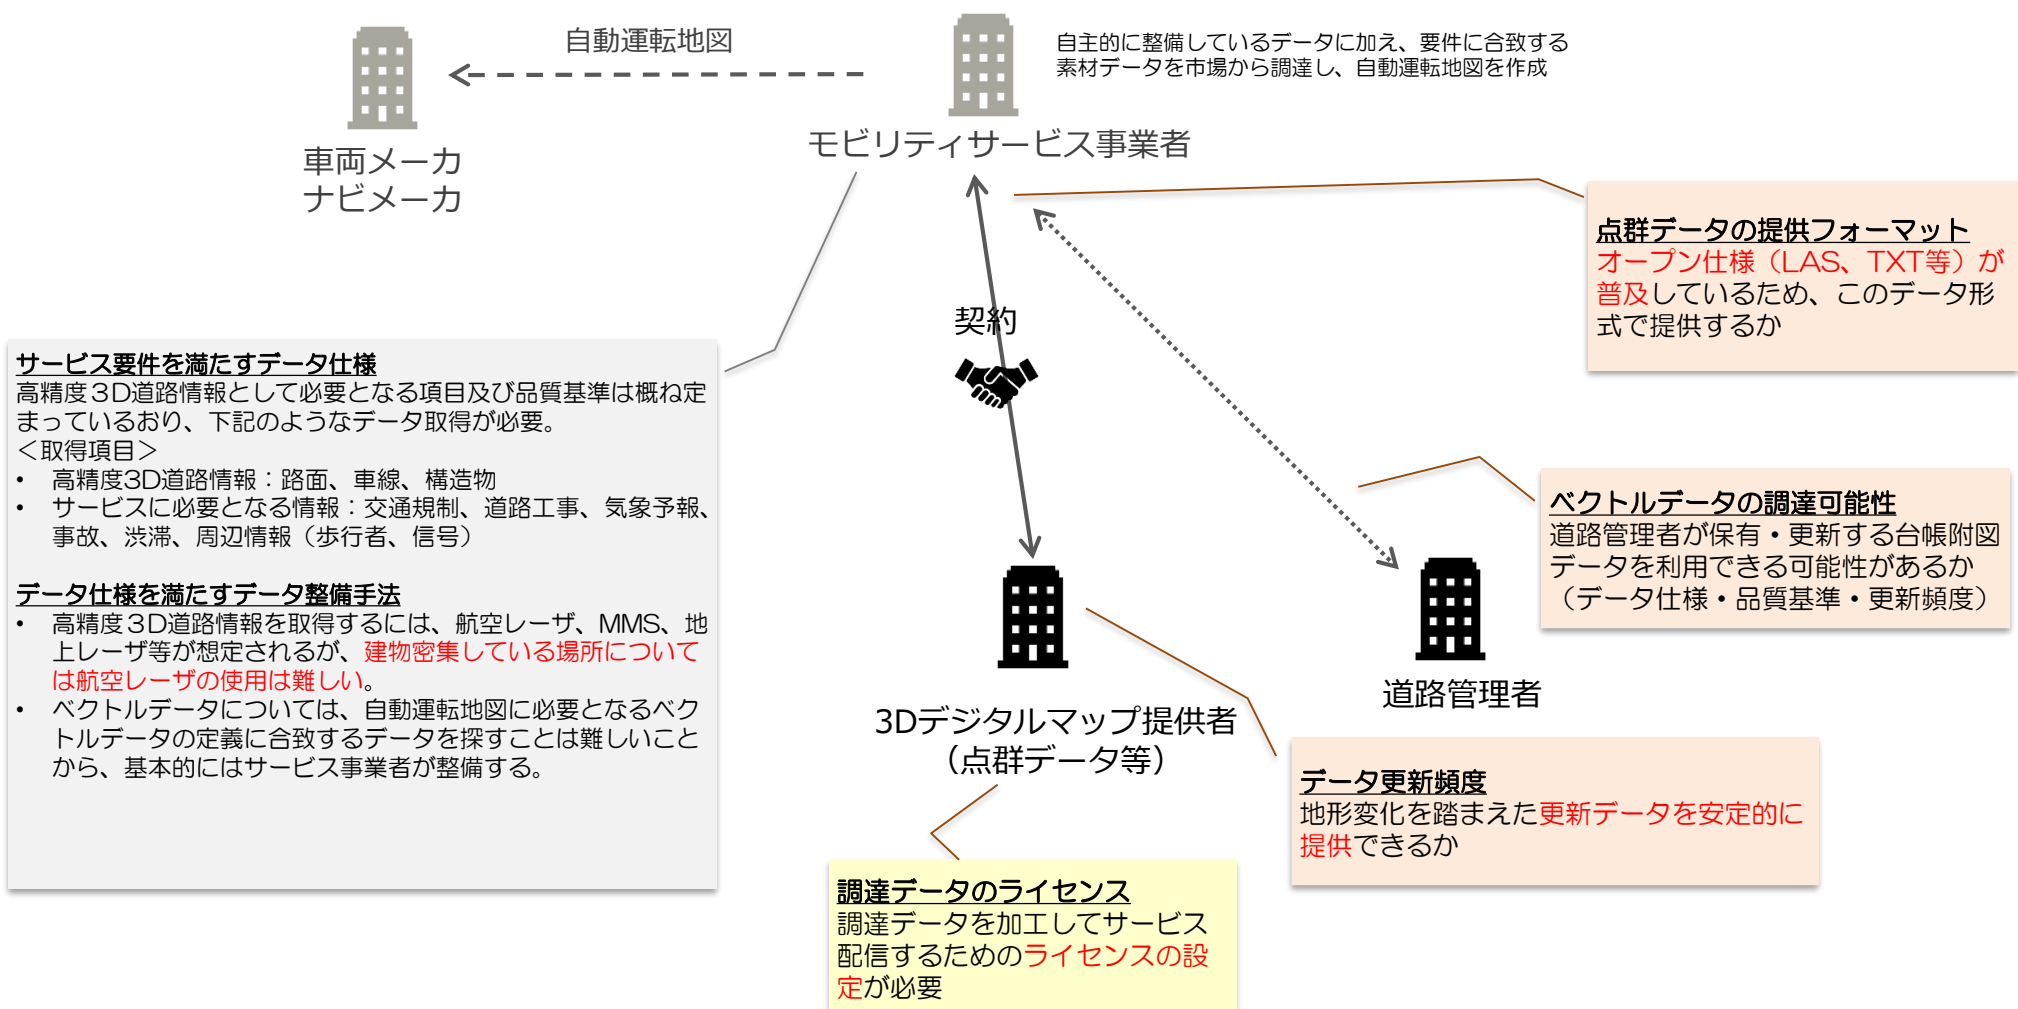 自動運転地図
自主的に整備しているデータに加え、要件に合致する
素材データを市場から調達し、自動運転地図を作成
車両メーカ
ナビメーカ
モビリティサービス事業者
点群データの提供フォーマット
オープン仕様（LAS、TXT等）が
普及しているため、このデータ形
式で提供するか
契約
サービス要件を満たすデータ仕様
高精度３D道路情報として必要となる項目及び品質基準は概ね定
まっているおり、下記のようなデータ取得が必要。
＜取得項目＞
• 高精度3D道路情報：路面、車線、構造物
• サービスに必要となる情報：交通規制、道路工事、気象予報、
事故、渋滞、周辺情報（歩行者、信号）
データ仕様を満たすデータ整備手法
• 高精度３D道路情報を取得するには、航空レーザ、MMS、地
上レーザ等が想定されるが、建物密集している場所について
は航空レーザの使用は難しい。
• ベクトルデータについては、自動運転地図に必要となるベク
トルデータの定義に合致するデータを探すことは難しいこと
から、基本的にはサービス事業者が整備する。
ベクトルデータの調達可能性
道路管理者が保有・更新する台帳附図
データを利用できる可能性があるか
（データ仕様・品質基準・更新頻度）
道路管理者
3Dデジタルマップ提供者
（点群データ等）
データ更新頻度
地形変化を踏まえた更新データを安定的に
提供できるか
調達データのライセンス
調達データを加工してサービス
配信するためのライセンスの設
定が必要